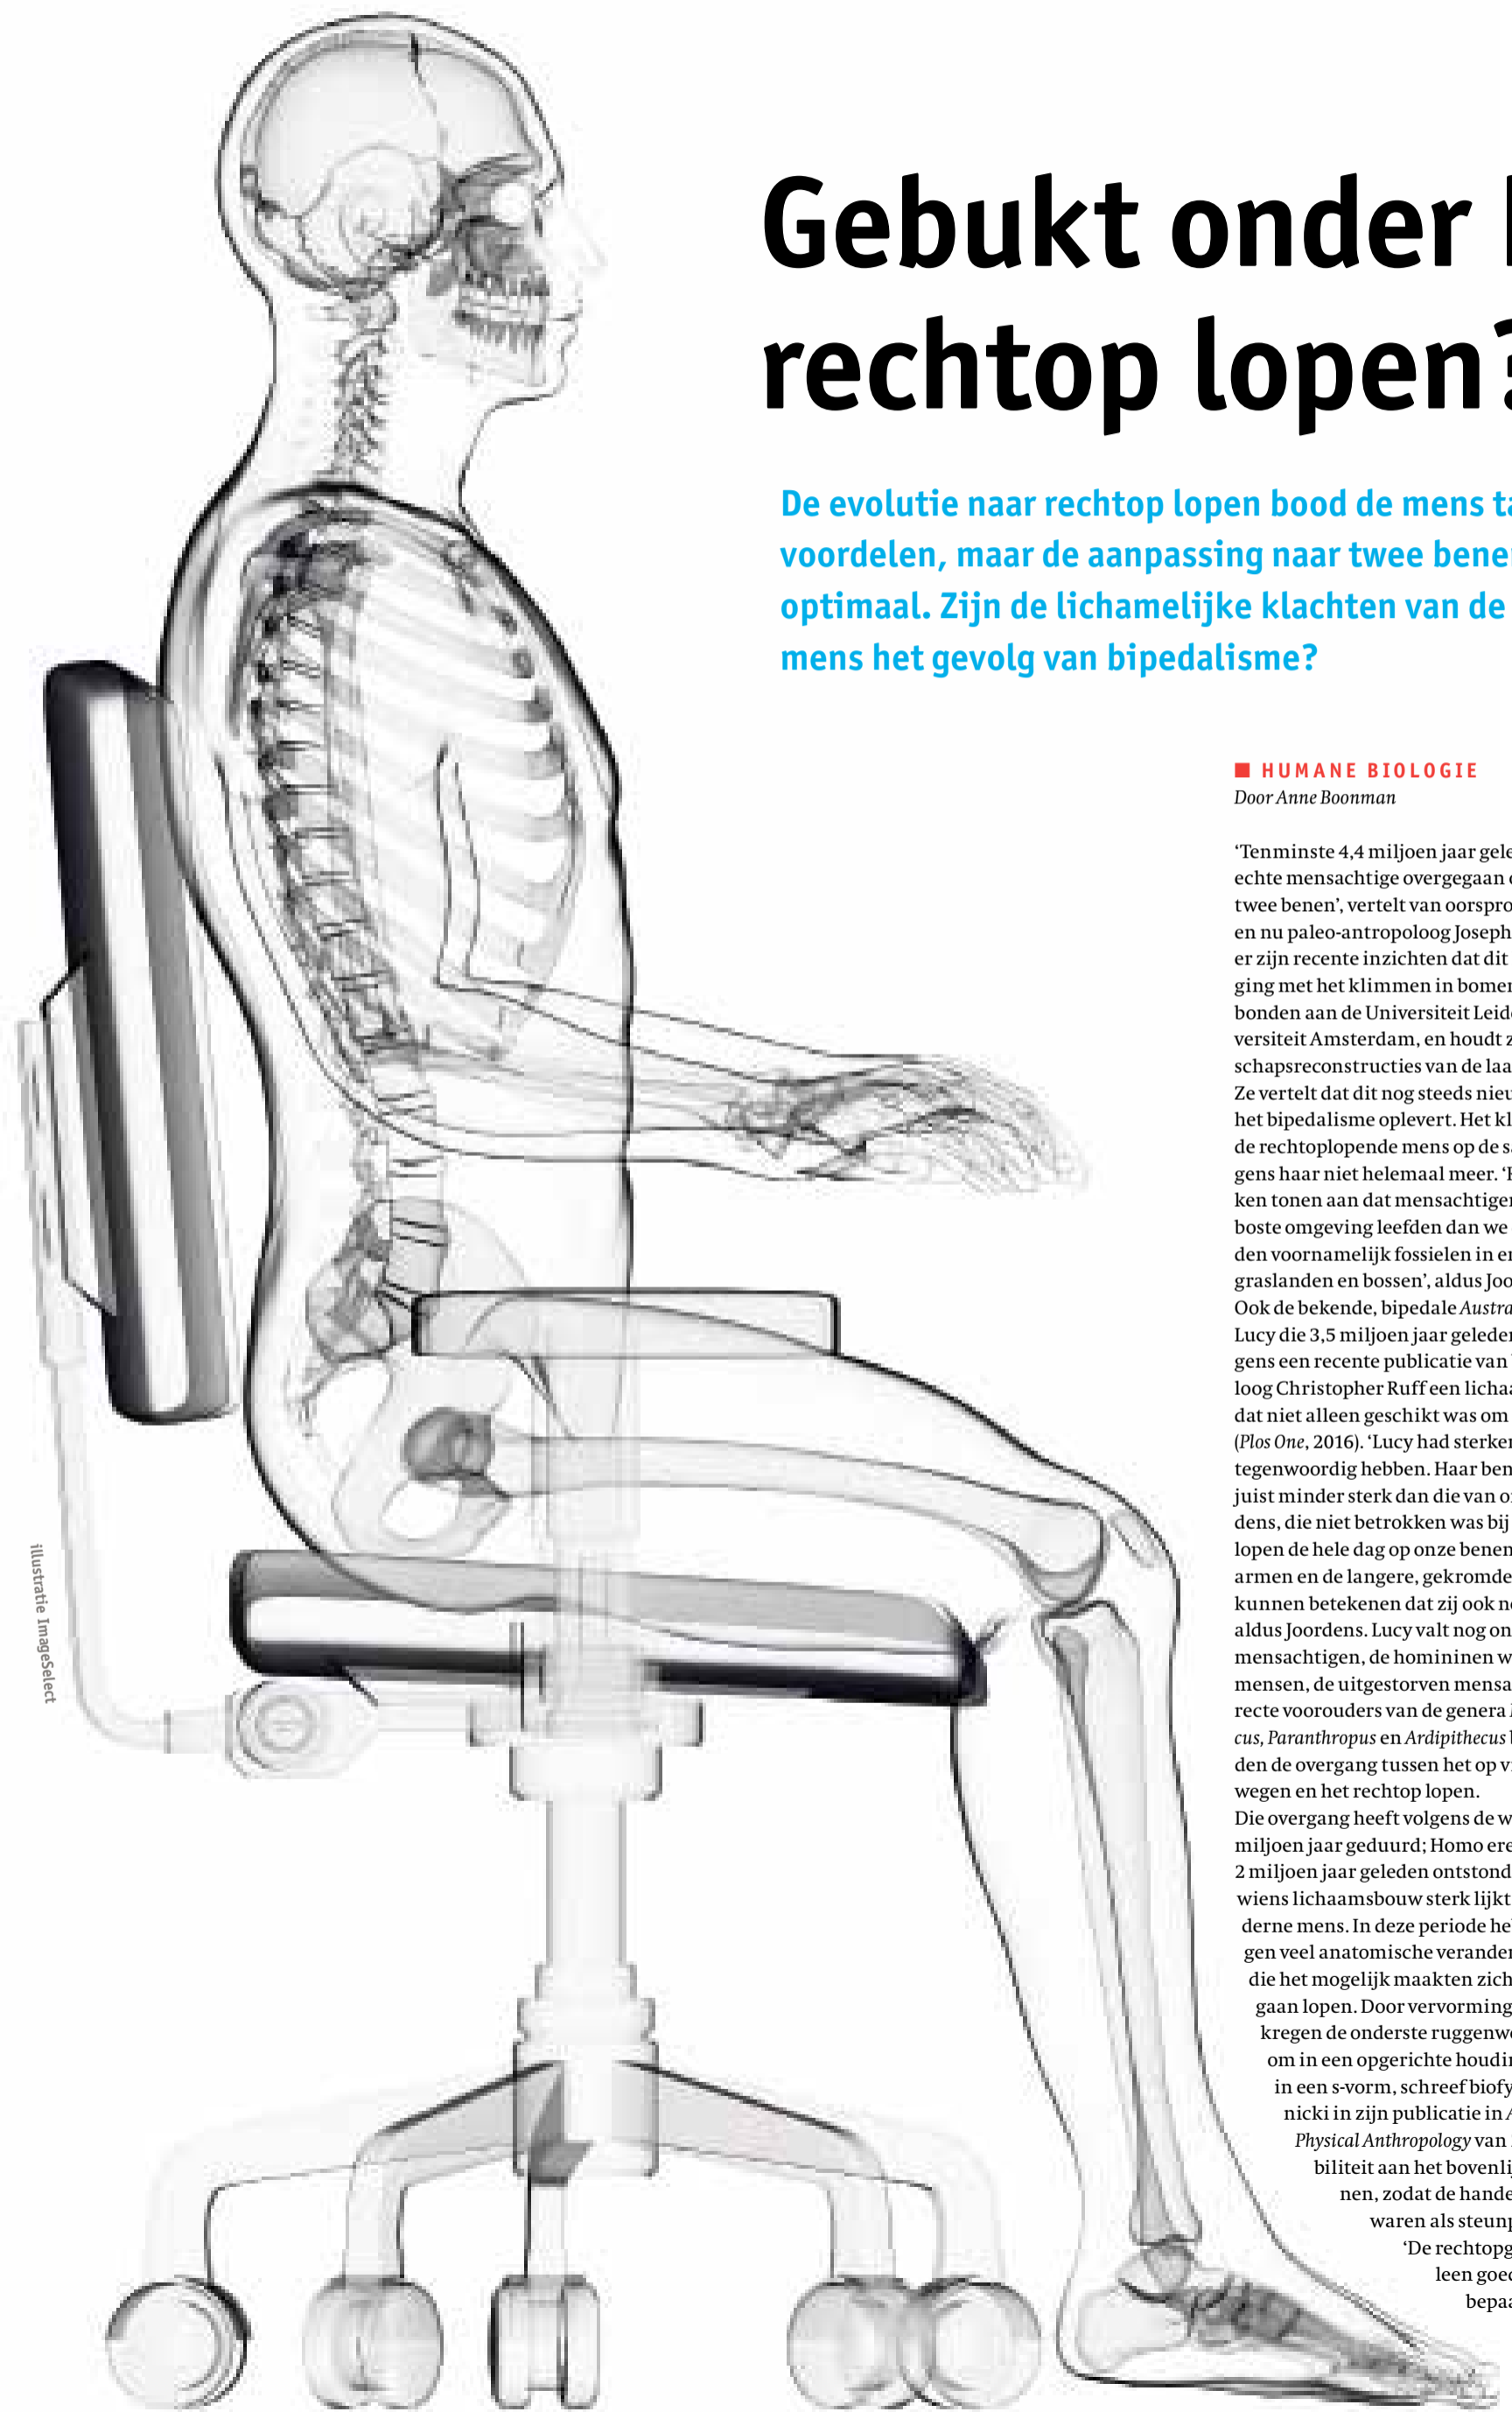 Gebukt onder
rechtop lopen?
De evolutie naar rechtop lopen bood de mens
voordelen, maar de aanpassing naar twee
optimaal. Zijn de lichamelijke klachten van de
mens het gevolg van bipedalisme?
HUMANE BIOLOGIE
Door Anne Boonman
‘Tenminste 4,4 miljoen jaar
echte mensachtige overgegaan
twee benen’, vertelt van
en nu paleo-antropoloog
er zijn recente inzichten dat dit
ging met het klimmen in
bonden aan de Universiteit
versiteit Amsterdam, en houdt
schapsreconstructies van de
Ze vertelt dat dit nog steeds
het bipedalisme oplevert. Het
de rechtoplopende mens op de
gens haar niet helemaal meer.
ken tonen aan dat
boste omgeving leefden dan we
den voornamelijk fossielen in
graslanden en bossen’, aldus
Ook de bekende, bipedale
Lucy die 3,5 miljoen jaar
gens een recente publicatie van
loog Christopher Ruff een
dat niet alleen geschikt was om
(Plos One, 2016). ‘Lucy had
tegenwoordig hebben. Haar
juist minder sterk dan die van
dens, die niet betrokken was bij
lopen de hele dag op onze
armen en de langere, gekromde
kunnen betekenen dat zij ook
aldus Joordens. Lucy valt nog
mensachtigen, de homininen
mensen, de uitgestorven
recte voorouders van de genera
cus, Paranthropus en Ardipithecus
den de overgang tussen het op
wegen en het rechtop lopen.
Die overgang heeft volgens de
miljoen jaar geduurd; Homo
2 miljoen jaar geleden ontstond
wiens lichaamsbouw sterk lijkt
derne mens. In deze periode
gen veel anatomische
die het mogelijk maakten zich
gaan lopen. Door vervorming
kregen de onderste
om in een opgerichte
in een s-vorm, schreef
nicki in zijn publicatie in
Physical Anthropology van
biliteit aan het
nen, zodat de
waren als
‘De
leen
illustratie ImageSelect